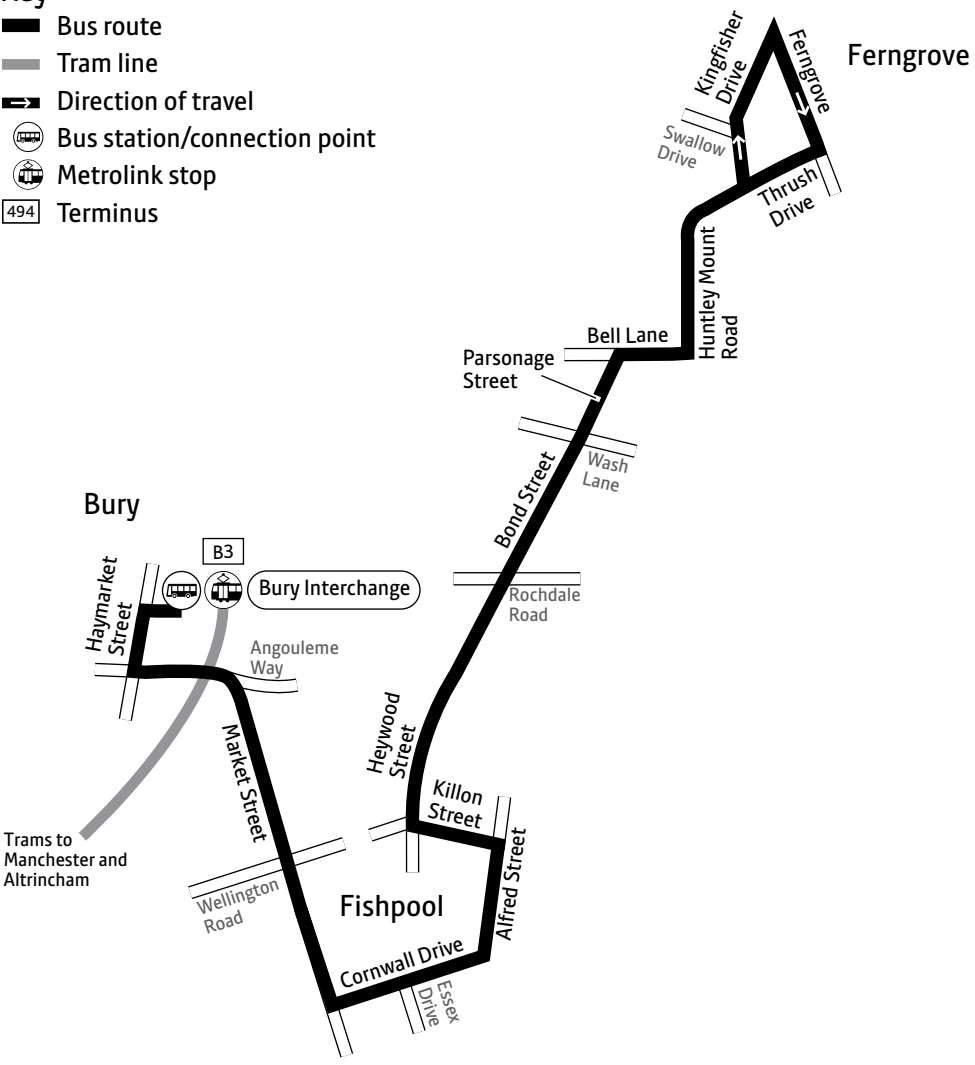 Bus route
Tram line
Direction of travel
Bus station/connection point
Metrolink stop
494
Terminus
Ferngrove
Kingfisher
Drive
Ferngrove
Swallow
Drive
Thrush
Drive
Huntley Mount
Road
Bell Lane
Parsonage
Street
Wash
Lane
Bond Street
Rochdale
Road
Bury
B3
Bury Interchange
Haymarket
Street
Angouleme
Way
Market Street
Heywood
Street
Killon
Street
Alfred Street
Trams to
Manchester and
Altrincham
Wellington
Road
Fishpool
Cornwall Drive
Essex
Drive